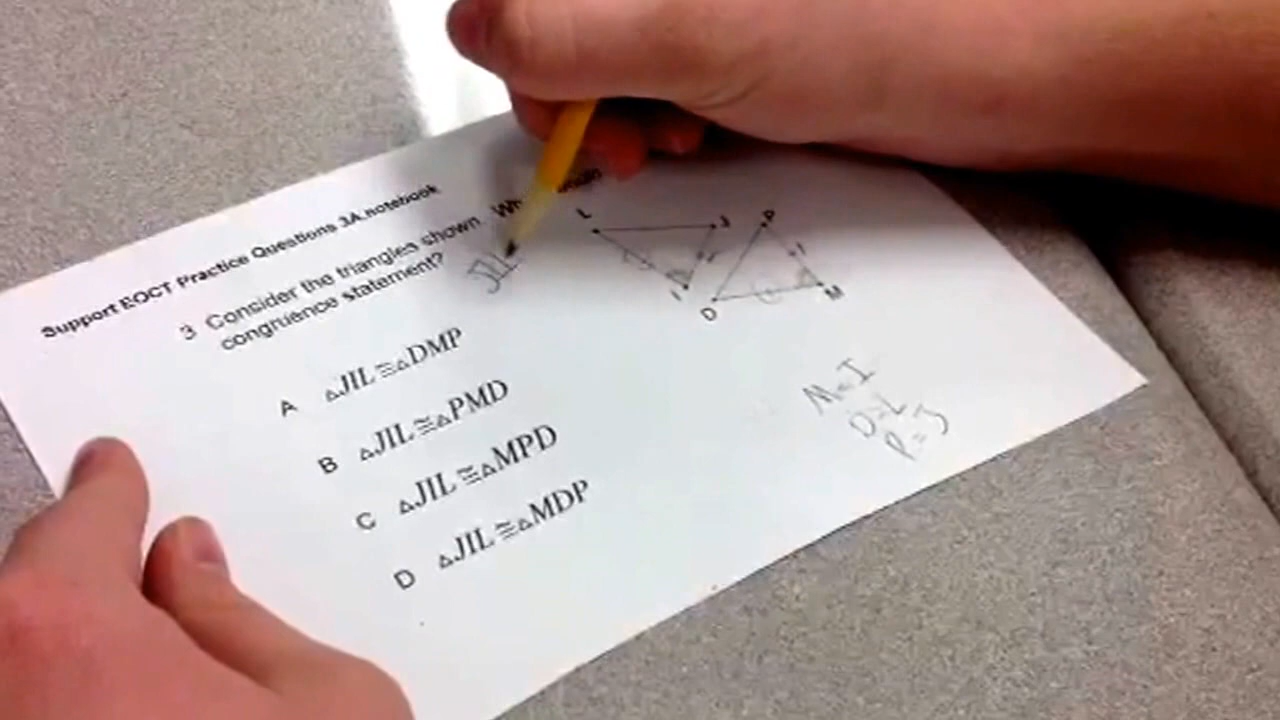 Support EOCT Practice Questions 3A.notebook
3 Consider the triangles shown.
congruence statement?
JIL
L
J
P
I
D
M
A ▵JIL ≅ ▵DMP
B ▵JIL ≅ ▵PMD
C ▵JIL ≅ ▵MPD
D ▵JIL ≅ ▵MDP
M = I
D = L
P = J